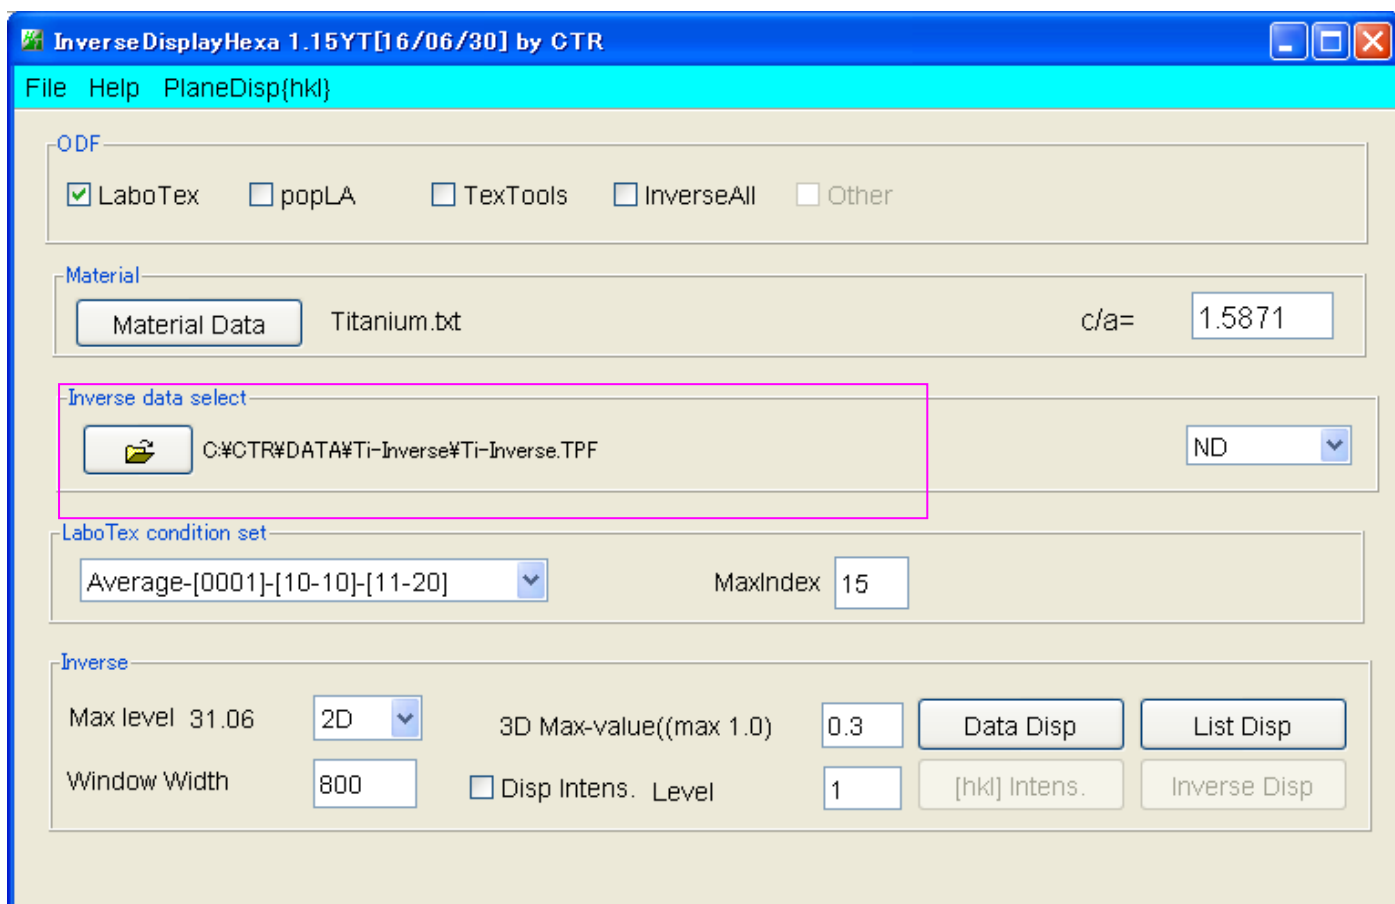 InverseDisplayHexa 1.15YT[16/06/30] by CTR
File Help PlaneDisp{hkl}
ODF
LaboTex popLA TexTools InverseAll Other
Material
Material Data Titanium.txt c/a= 1.5871
Inverse data select
C:¥CTR¥DATA¥Ti-Inverse¥Ti-Inverse.TPF ND
LaboTex condition set
Average-[0001]-[10-10]-[11-20] MaxIndex 15
Inverse
Max level 31.06 2D 3D Max-value((max 1.0) 0.3 Data Disp List Disp
Window Width 800 Disp Intens. Level 1 [hkl] Intens. Inverse Disp